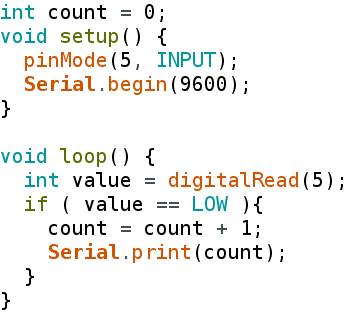 int count = 0;
void setup() {
  pinMode(5, INPUT);
  Serial.begin(9600);
}

void loop() {
  int value = digitalRead(5);
  if ( value == LOW ){
    count = count + 1;
    Serial.print(count);
  }
}